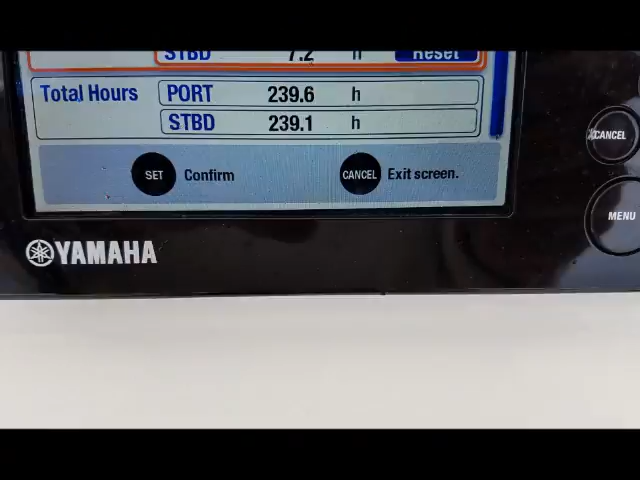 STBD 7.2 h Reset
Total Hours PORT 239.6 h
STBD 239.1 h
SET Confirm CANCEL Exit screen.
CANCEL
MENU
YAMAHA